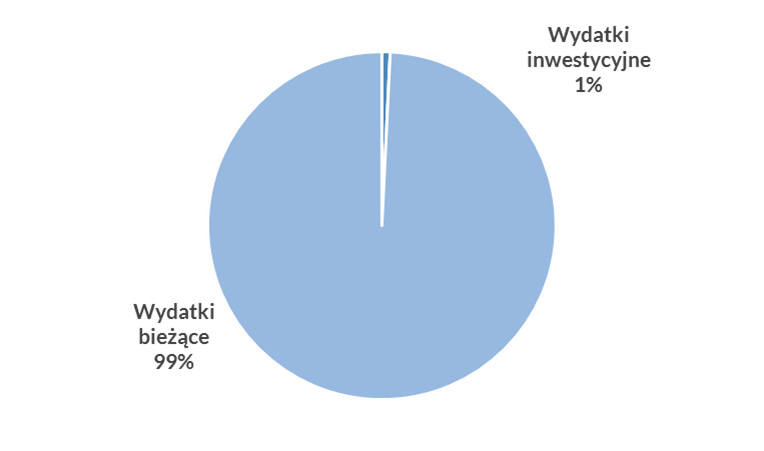 Wydatki
inwestycyjne
1%
Wydatki
bieżące
99%